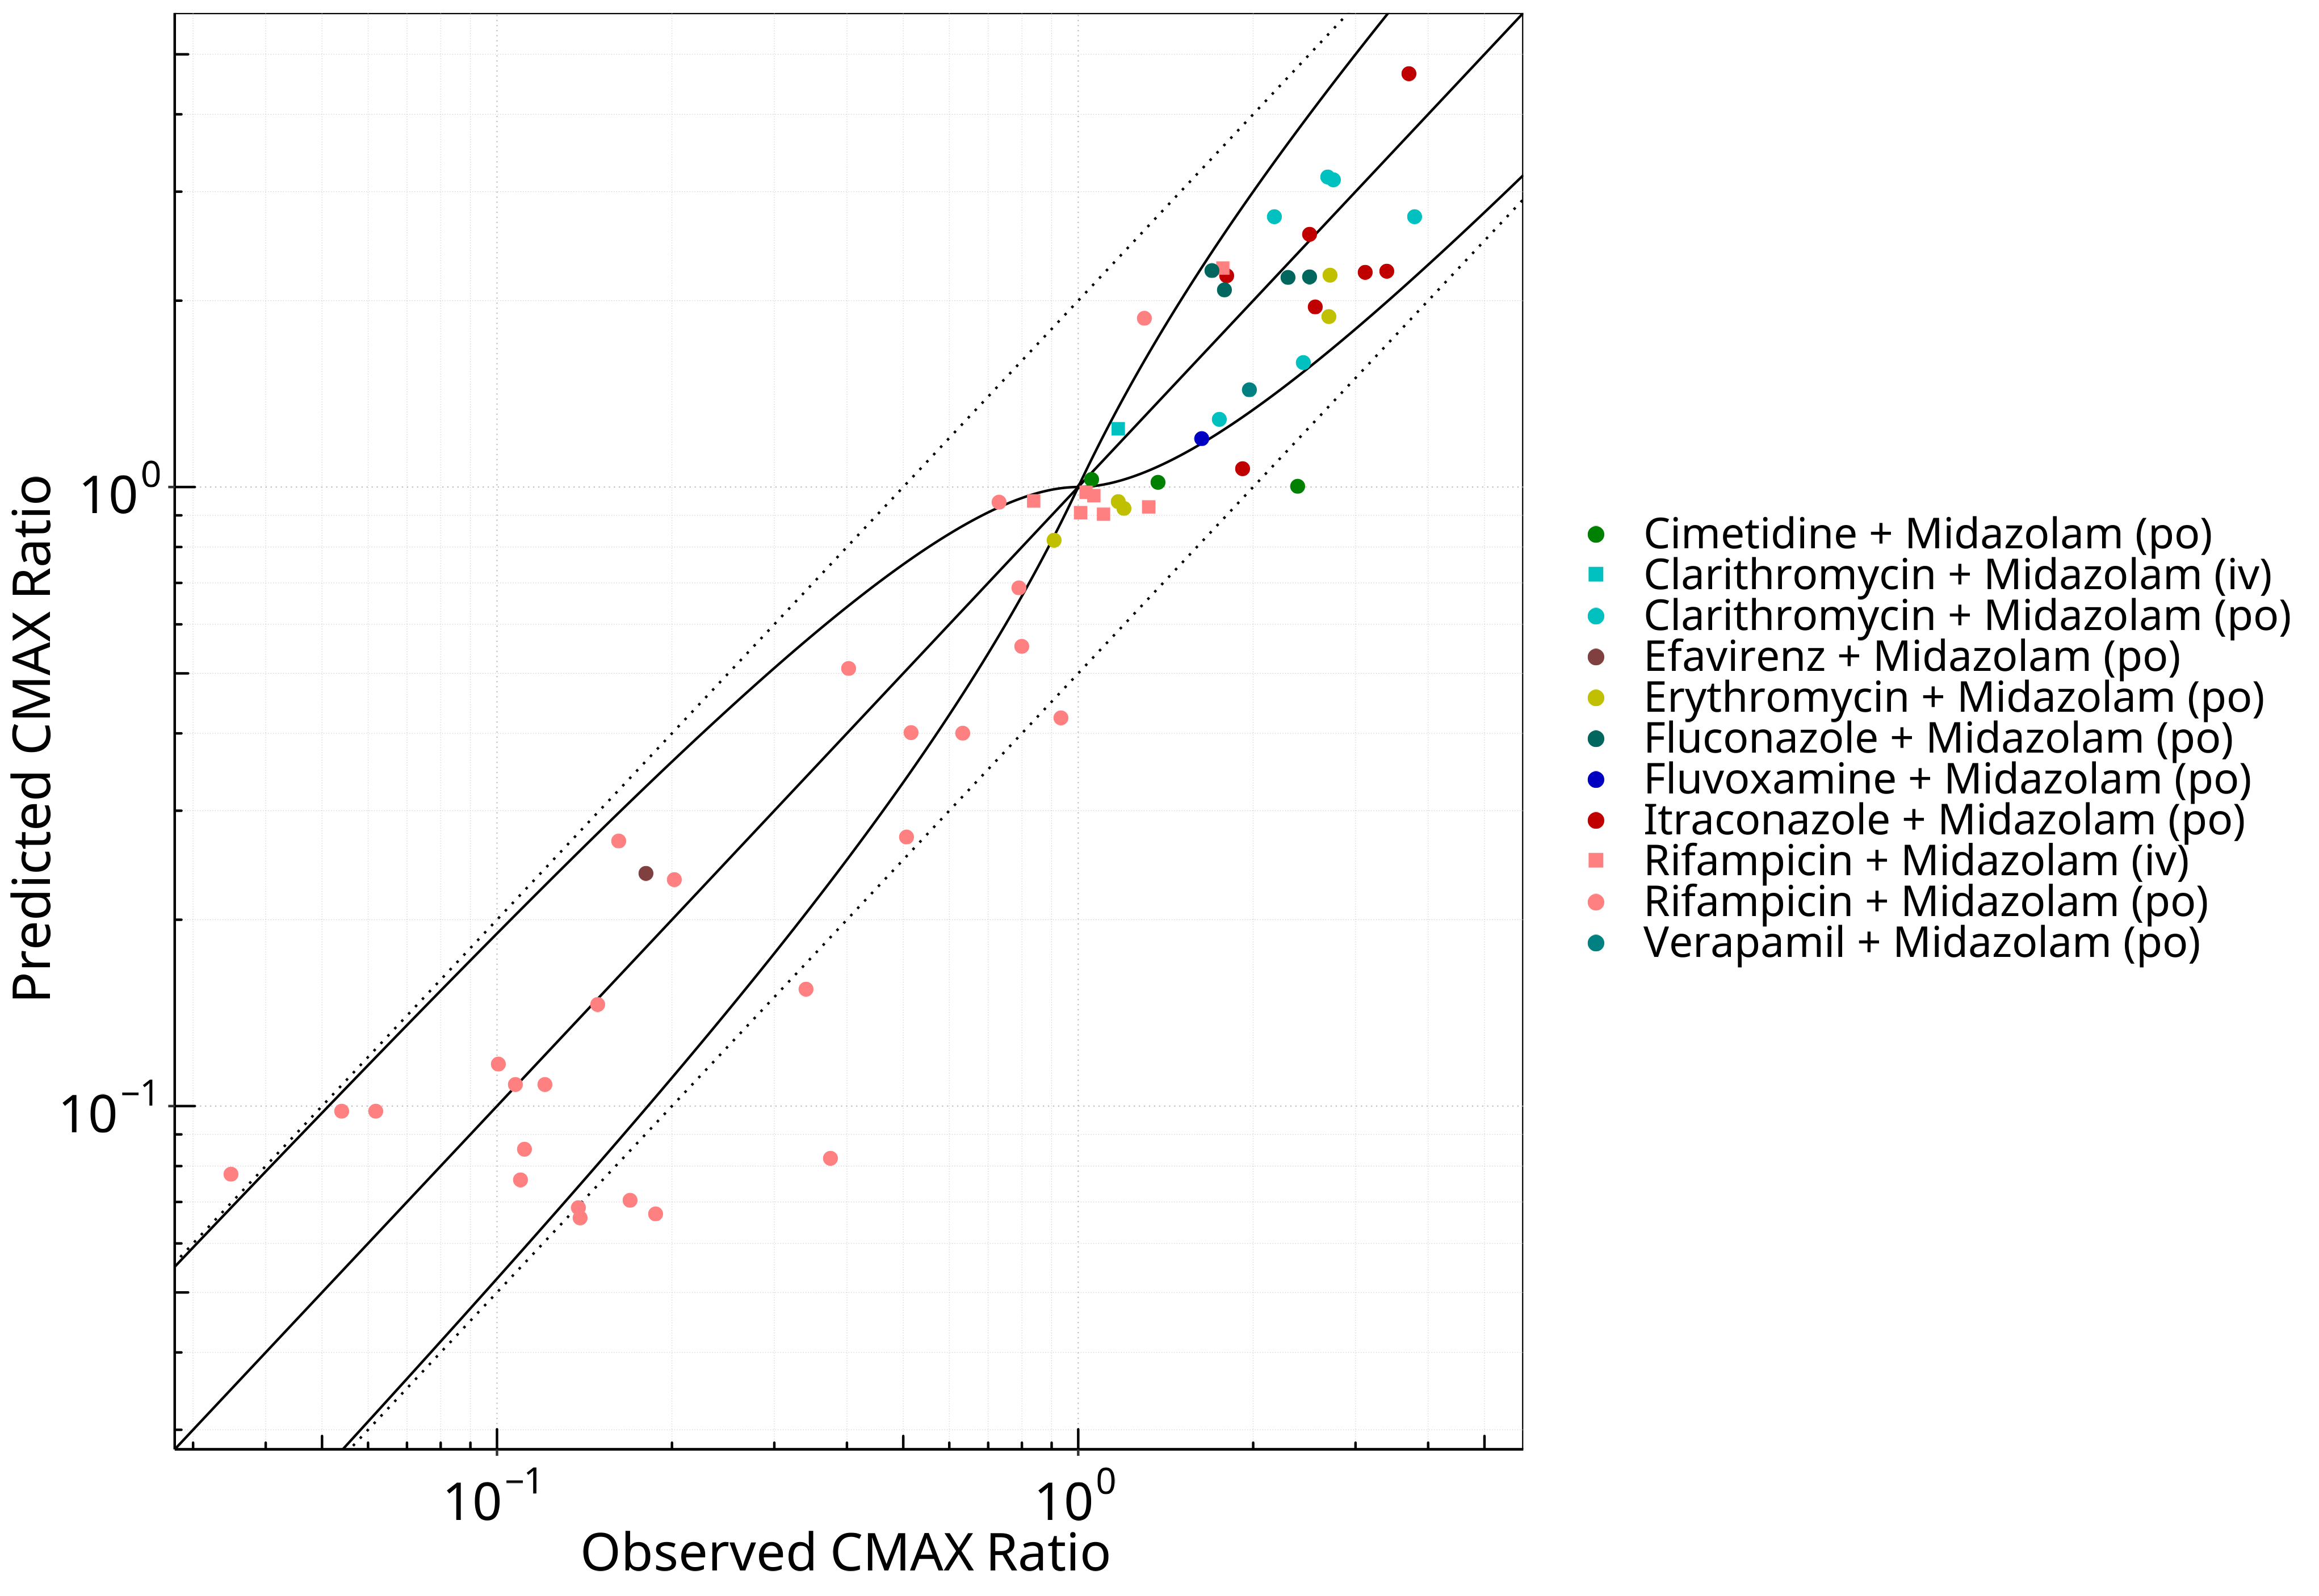 Predicted CMAX Ratio
10⁰
10⁻¹
10⁻¹
10⁰
Observed CMAX Ratio
Cimetidine + Midazolam (po)
Clarithromycin + Midazolam (iv)
Clarithromycin + Midazolam (po)
Efavirenz + Midazolam (po)
Erythromycin + Midazolam (po)
Fluconazole + Midazolam (po)
Fluvoxamine + Midazolam (po)
Itraconazole + Midazolam (po)
Rifampicin + Midazolam (iv)
Rifampicin + Midazolam (po)
Verapamil + Midazolam (po)